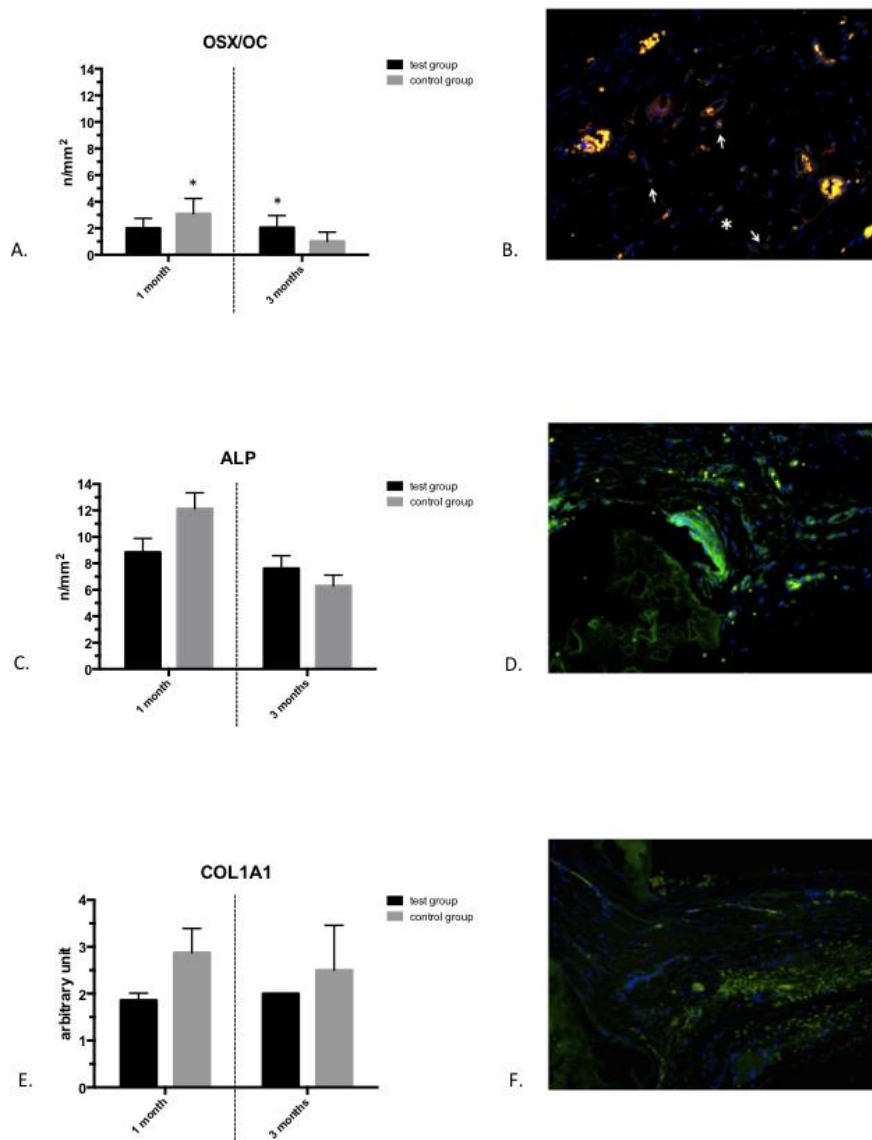 OSX/OC
test group
control group
14
12
10
8
6
4
2
0
n/mm²
*
*
1 month
3 months
A.
B.
*
ALP
test group
control group
14
12
10
8
6
4
2
0
n/mm²
1 month
3 months
C.
D.
COL1A1
test group
control group
4
3
2
2
1
0
arbitrary unit
1 month
3 months
E.
F.